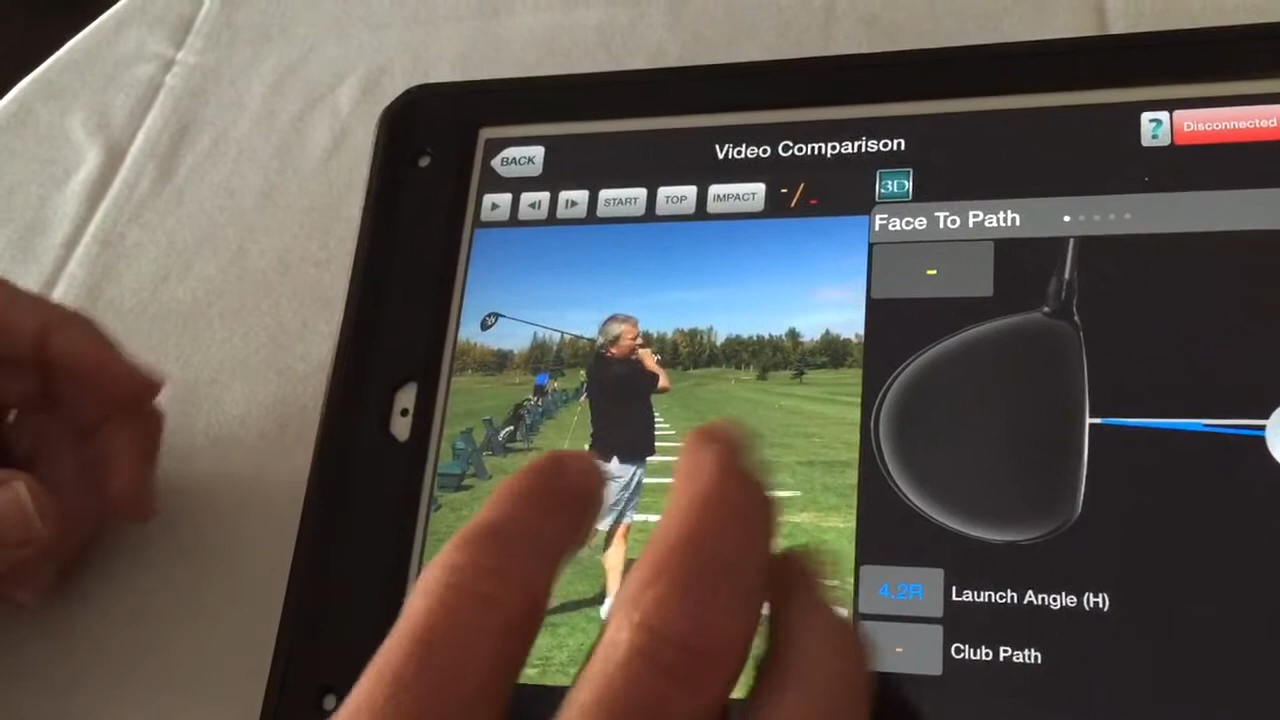 BACK
Video Comparison
?
Disconnected
START
TOP
IMPACT
- / -
3D
Face To Path
-
4.2R
Launch Angle (H)
-
Club Path